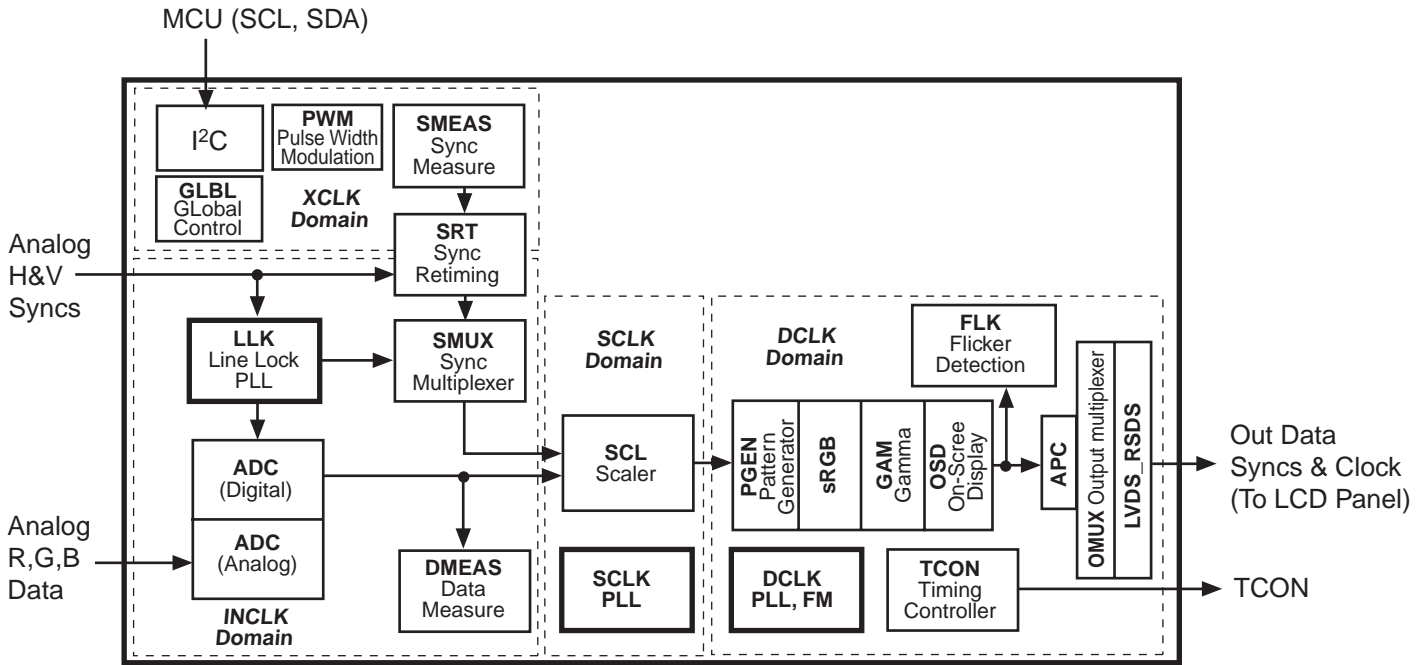 MCU (SCL, SDA)
I2C
PWM
Pulse Width
Modulation
SMEAS
Sync
Measure
GLBL
GLobal
Control
XCLK
Domain
SRT
Sync
Retiming
Analog
H&V
Syncs
LLK
Line Lock
PLL
SMUX
Sync
Multiplexer
SCLK
Domain
DCLK
Domain
FLK
Flicker
Detection
ADC
(Digital)
ADC
(Analog)
SCL
Scaler
PGEN
Pattern
Generator
sRGB
GAM
Gamma
OSD
On-Scree
Display
APC
OMUX Output multiplexer
LVDS_RSDS
Out Data
Syncs & Clock
(To LCD Panel)
Analog
R,G,B
Data
INCLK
Domain
DMEAS
Data
Measure
SCLK
PLL
DCLK
PLL, FM
TCON
Timing
Controller
TCON